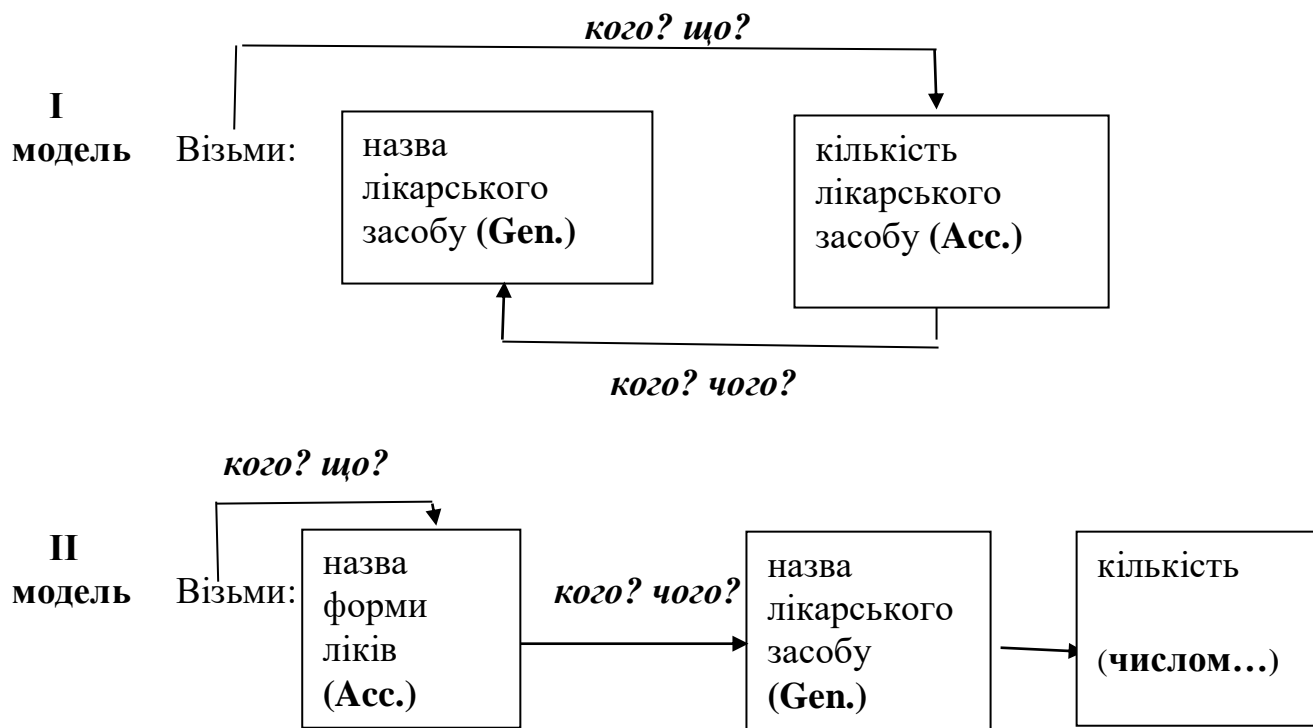 кого? що?
I
модель
Візьми:
назва
лікарського
засобу (Gen.)
кількість
лікарського
засобу (Acc.)
кого? чого?
кого? що?
II
модель
Візьми:
назва
форми
ліків
(Acc.)
кого? чого?
назва
лікарського
засобу
(Gen.)
кількість
(числом...)